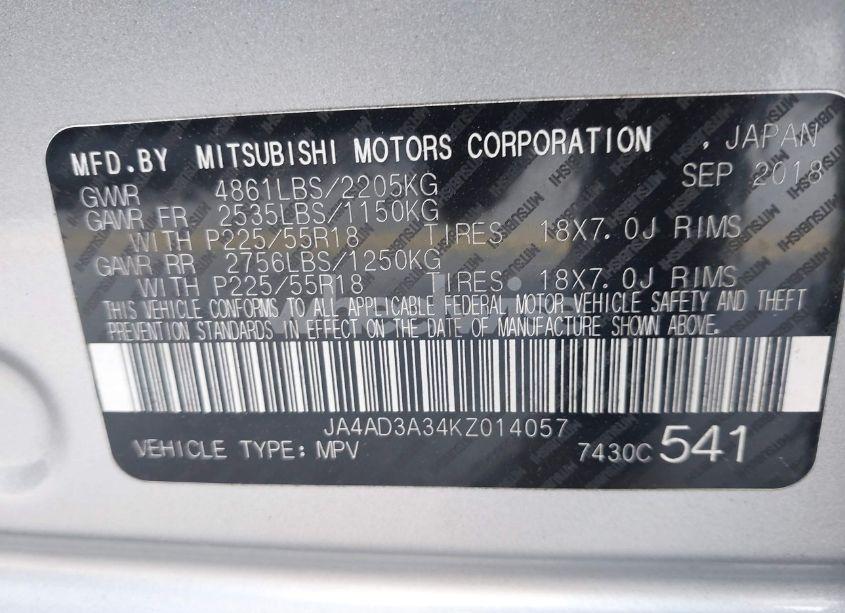 MFD.BY MITSUBISHI MOTORS CORPORATION , JAPAN
SEP 2018
GWWR 4861LBS/2205KG
GAWR FR 2535LBS/1150KG
WITH P225/55R18 TIRES 18X7.0J RIMS
GAWR RR 2756LBS/1250KG
WITH P225/55R18 TIRES 18X7.0J RIMS
THIS VEHICLE CONFORMS TO ALL APPLICABLE FEDERAL MOTOR VEHICLE SAFETY AND THEFT
PREVENTION STANDARDS IN EFFECT ON THE DATE OF MANUFACTURE SHOWN ABOVE.
JA4AD3A34KZ014057
VEHICLE TYPE:MPV 7430C 541